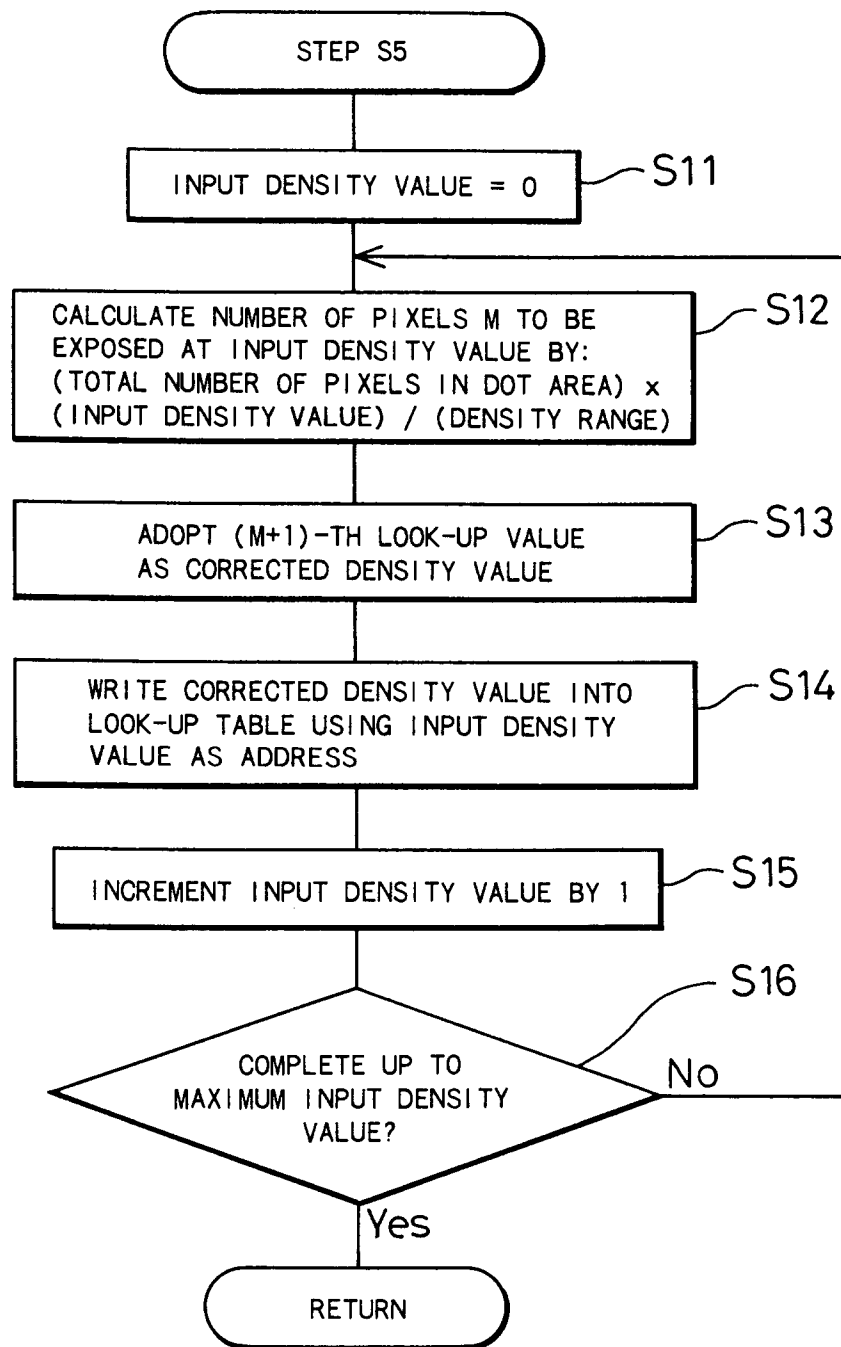 STEP S5
INPUT DENSITY VALUE = 0
S11
CALCULATE NUMBER OF PIXELS M TO BE
EXPOSED AT INPUT DENSITY VALUE BY:
(TOTAL NUMBER OF PIXELS IN DOT AREA) x
(INPUT DENSITY VALUE) / (DENSITY RANGE)
S12
ADOPT (M+1)-TH LOOK-UP VALUE
AS CORRECTED DENSITY VALUE
S13
WRITE CORRECTED DENSITY VALUE INTO
LOOK-UP TABLE USING INPUT DENSITY
VALUE AS ADDRESS
S14
INCREMENT INPUT DENSITY VALUE BY 1
S15
S16
COMPLETE UP TO
MAXIMUM INPUT DENSITY
VALUE?
No
Yes
RETURN